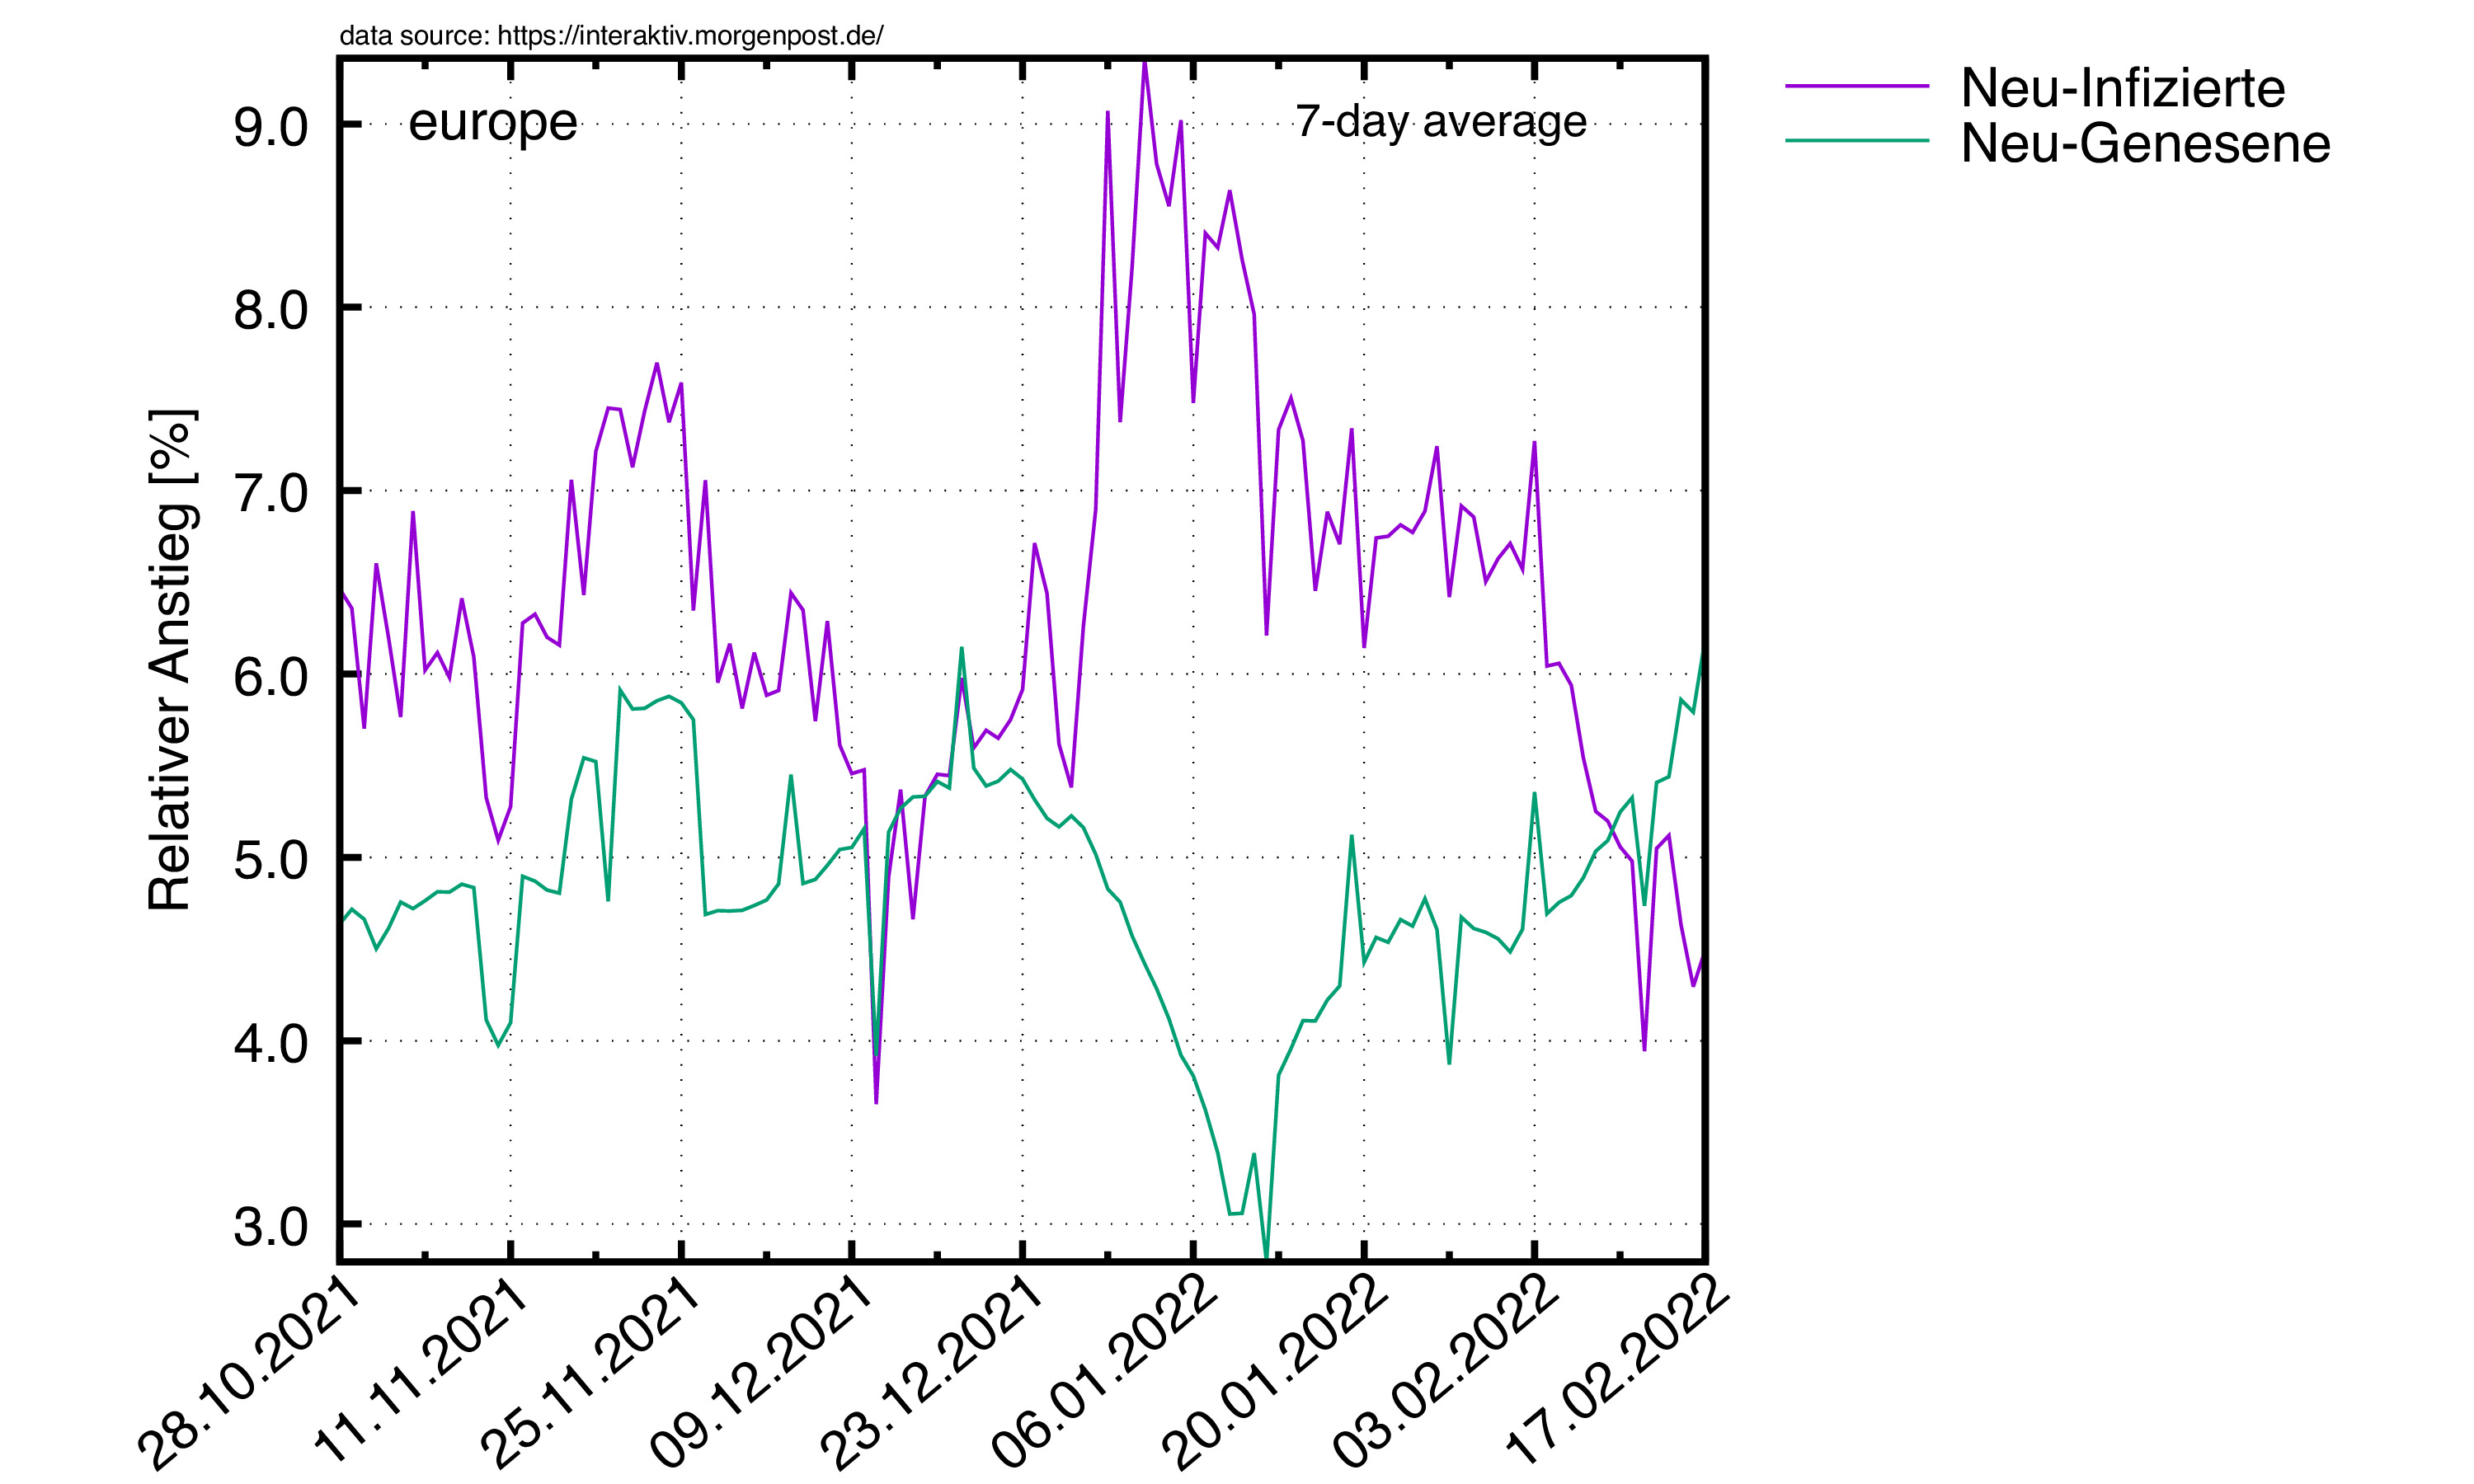 data source: https://interaktiv.morgenpost.de/
europe
7-day average
Neu-Infizierte
Neu-Genesene
Relativer Anstieg [%]
9.0
8.0
7.0
6.0
5.0
4.0
3.0
28.10.2021
11.11.2021
25.11.2021
09.12.2021
23.12.2021
06.01.2022
20.01.2022
03.02.2022
17.02.2022